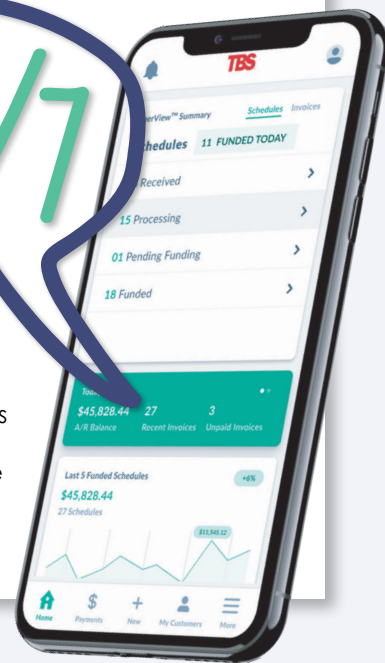 /7
TBS
Summary
Schedules Invoices
11 FUNDED TODAY
Received
15 Processing
01 Pending Funding
18 Funded
$45,828.44 27 3
A/R Balance Recent Invoices Unpaid Invoices
Last 5 Funded Schedules +6%
$45,828.44
27 Schedules
$11,545.12
Home Payments New My Customers More